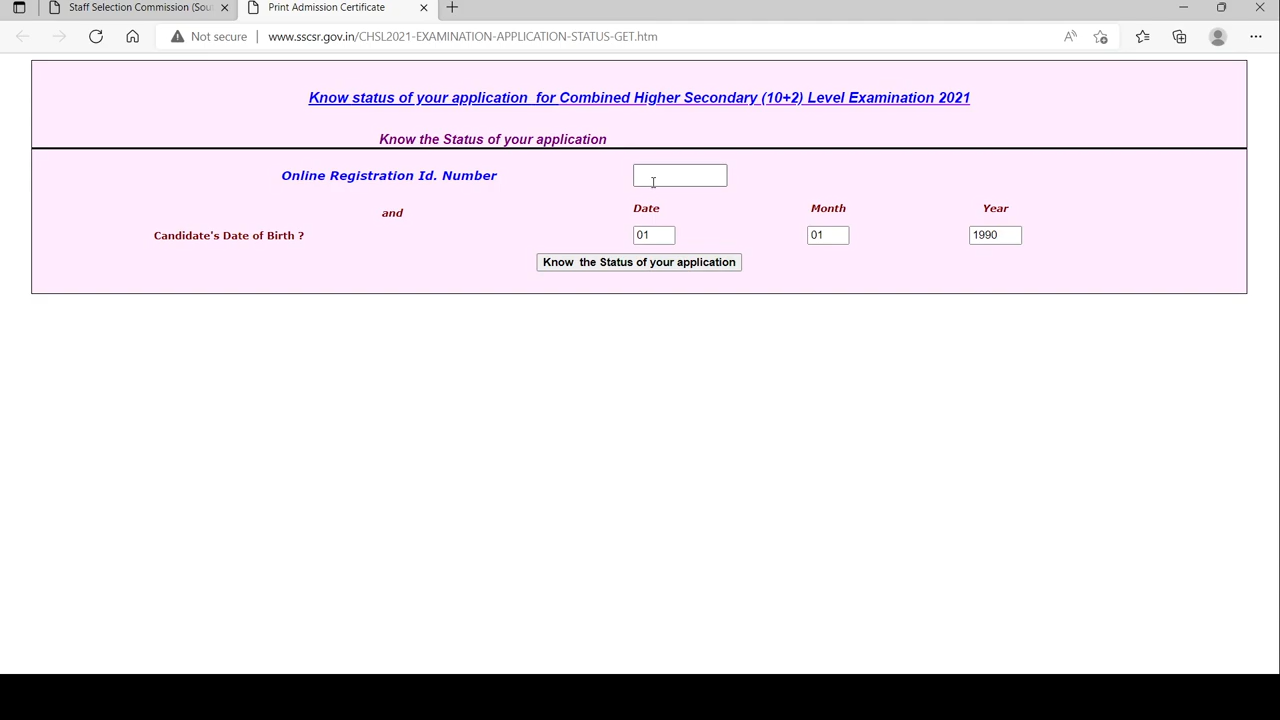 Staff Selection Commission (Sou
Print Admission Certificate
Not secure
www.sscsr.gov.in/CHSL2021-EXAMINATION-APPLICATION-STATUS-GET.htm
Know status of your application for Combined Higher Secondary (10+2) Level Examination 2021
Know the Status of your application
Online Registration Id. Number
and
Date Month Year
Candidate's Date of Birth ?
01 01 1990
Know the Status of your application